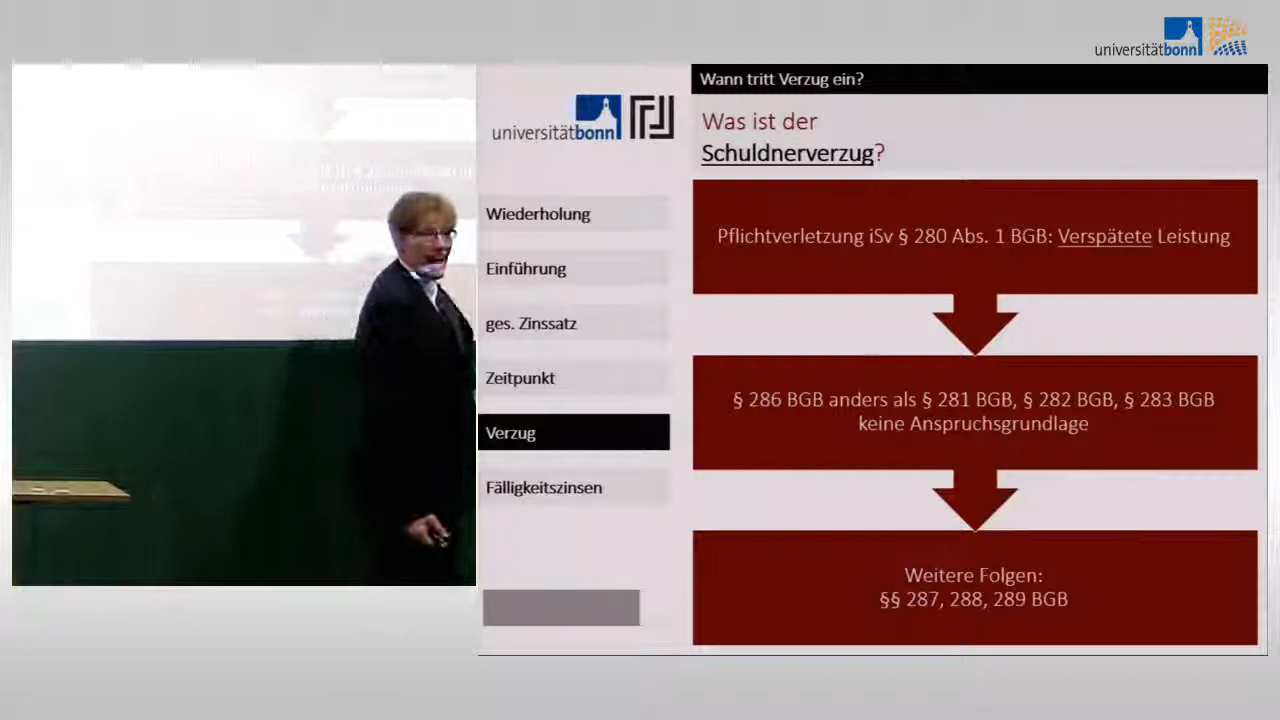 universitätbonn
Wann tritt Verzug ein?
universitätbonn
Was ist der
Schuldnerverzug?
Wiederholung
Einführung
ges. Zinssatz
Zeitpunkt
Verzug
Fälligkeitszinsen
Pflichtverletzung iSv § 280 Abs. 1 BGB: Verspätete Leistung
§ 286 BGB anders als § 281 BGB, § 282 BGB, § 283 BGB
keine Anspruchsgrundlage
Weitere Folgen:
§§ 287, 288, 289 BGB